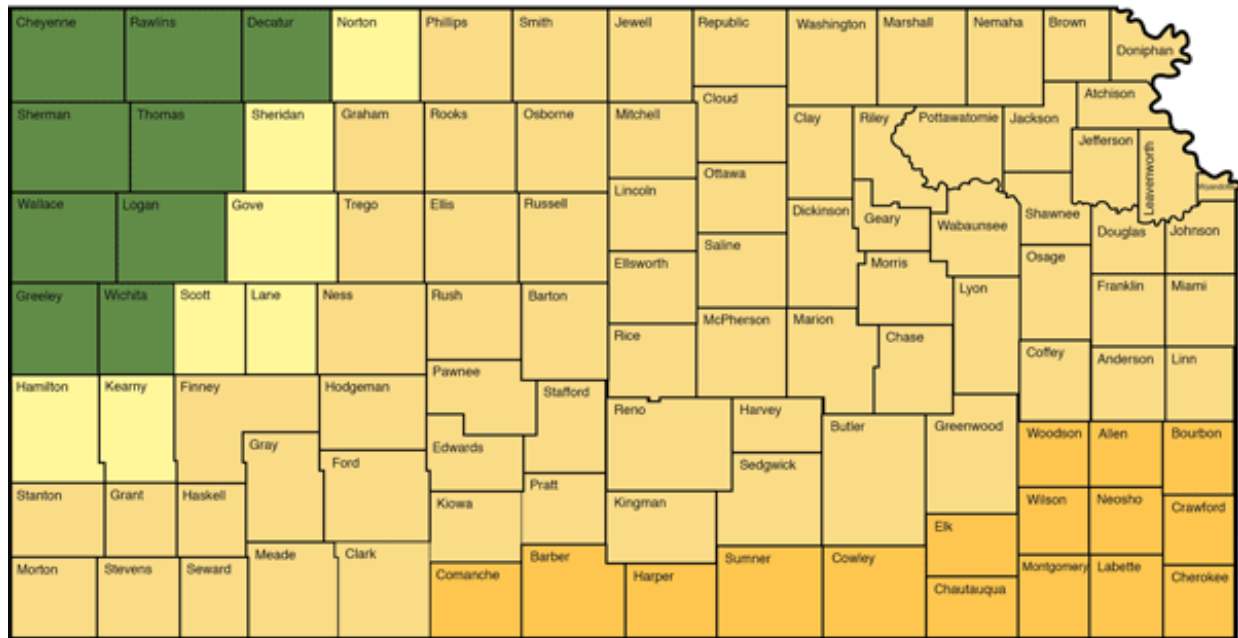 Cheyenne
Rawlins
Decatur
Norton
Phillips
Smith
Jewell
Republic
Washington
Marshall
Nemaha
Brown
Doniphan
Sherman
Thomas
Sheridan
Graham
Rooks
Osborne
Mitchell
Cloud
Clay
Riley
Pottawatomie
Jackson
Atchison
Jefferson
Leavenworth
Wyandotte
Wallace
Logan
Gove
Trego
Ellis
Russell
Lincoln
Ottawa
Dickinson
Geary
Wabaunsee
Shawnee
Douglas
Johnson
Ellsworth
Saline
Morris
Osage
Greeley
Wichita
Scott
Lane
Ness
Rush
Barton
Rice
McPherson
Marion
Chase
Lyon
Franklin
Miami
Coffey
Anderson
Linn
Hamilton
Kearny
Finney
Hodgeman
Pawnee
Stafford
Reno
Harvey
Butler
Greenwood
Woodson
Allen
Bourbon
Gray
Ford
Edwards
Sedgwick
Stanton
Grant
Haskell
Kiowa
Pratt
Kingman
Elk
Wilson
Neosho
Crawford
Morton
Stevens
Seward
Meade
Clark
Comanche
Barber
Harper
Sumner
Cowley
Chautauqua
Montgomery
Labette
Cherokee